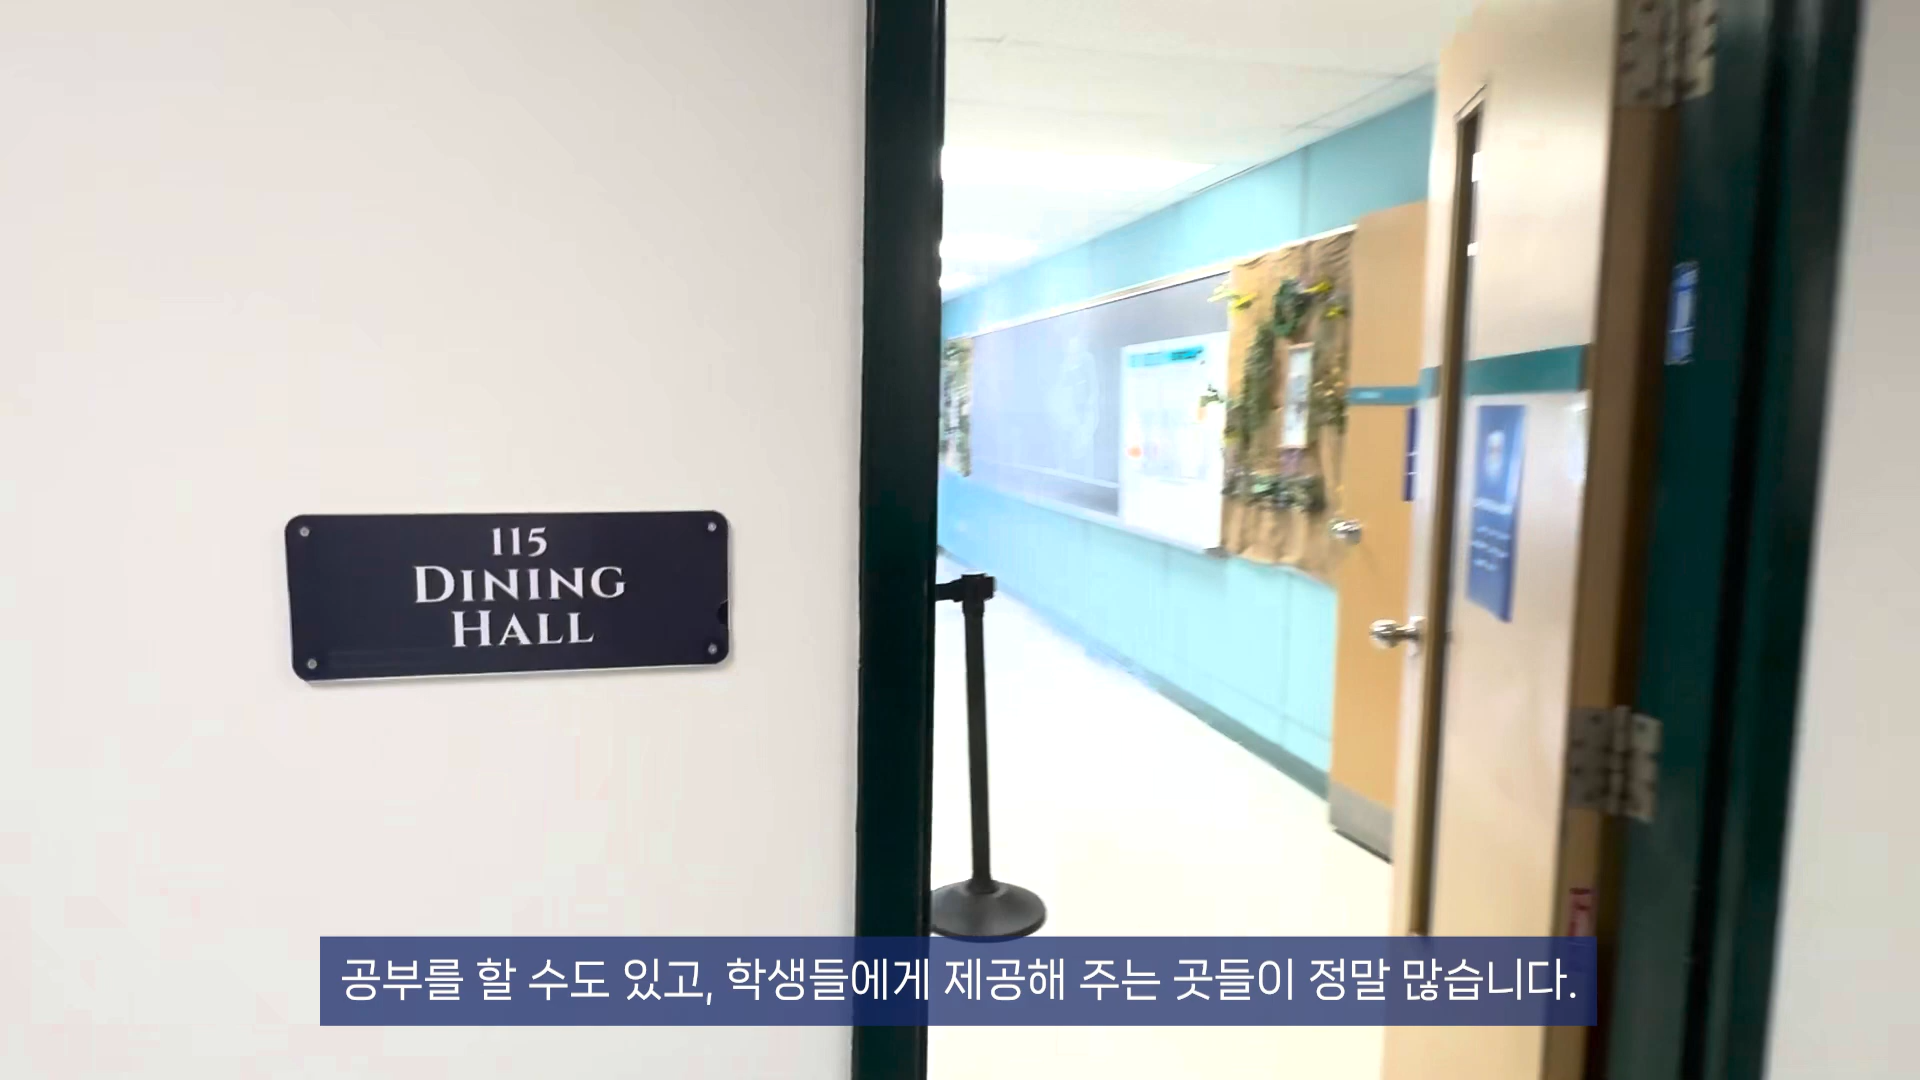 115
DINING
HALL
공부를 할 수도 있고, 학생들에게 제공해 주는 곳들이 정말 많습니다.